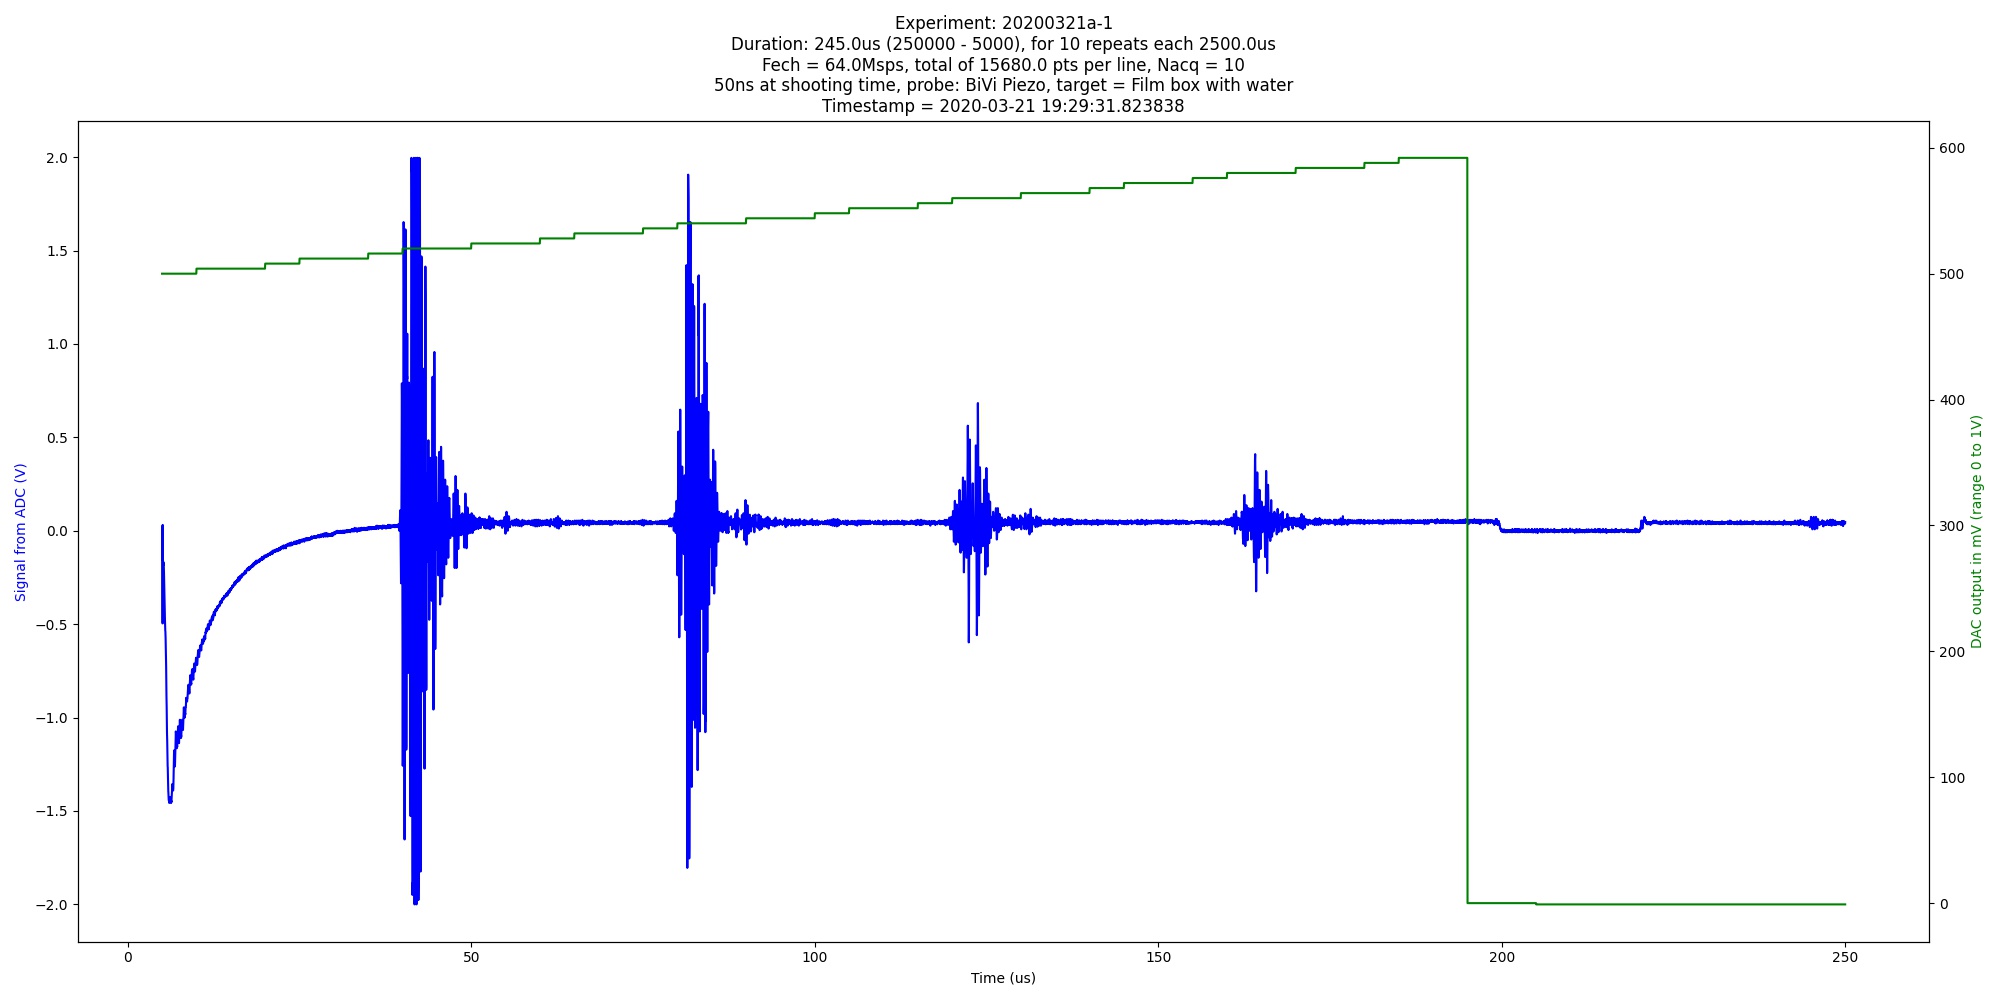 Experiment: 20200321a-1
Duration: 245.0us (250000 - 5000), for 10 repeats each 2500.0us
Fech = 64.0Msps, total of 15680.0 pts per line, Nacq = 10
50ns at shooting time, probe: BiVi Piezo, target = Film box with water
Timestamp = 2020-03-21 19:29:31.823838
2.0
1.5
1.0
0.5
0.0
−0.5
−1.0
−1.5
−2.0
Signal from ADC (V)
600
500
400
300
200
100
0
DAC output in mV (range 0 to 1V)
0
50
100
150
200
250
Time (us)